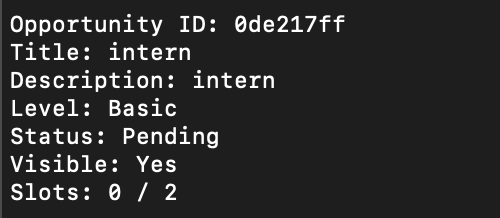 Opportunity ID: 0de217ff
Title: intern
Description: intern
Level: Basic
Status: Pending
Visible: Yes
Slots: 0 / 2